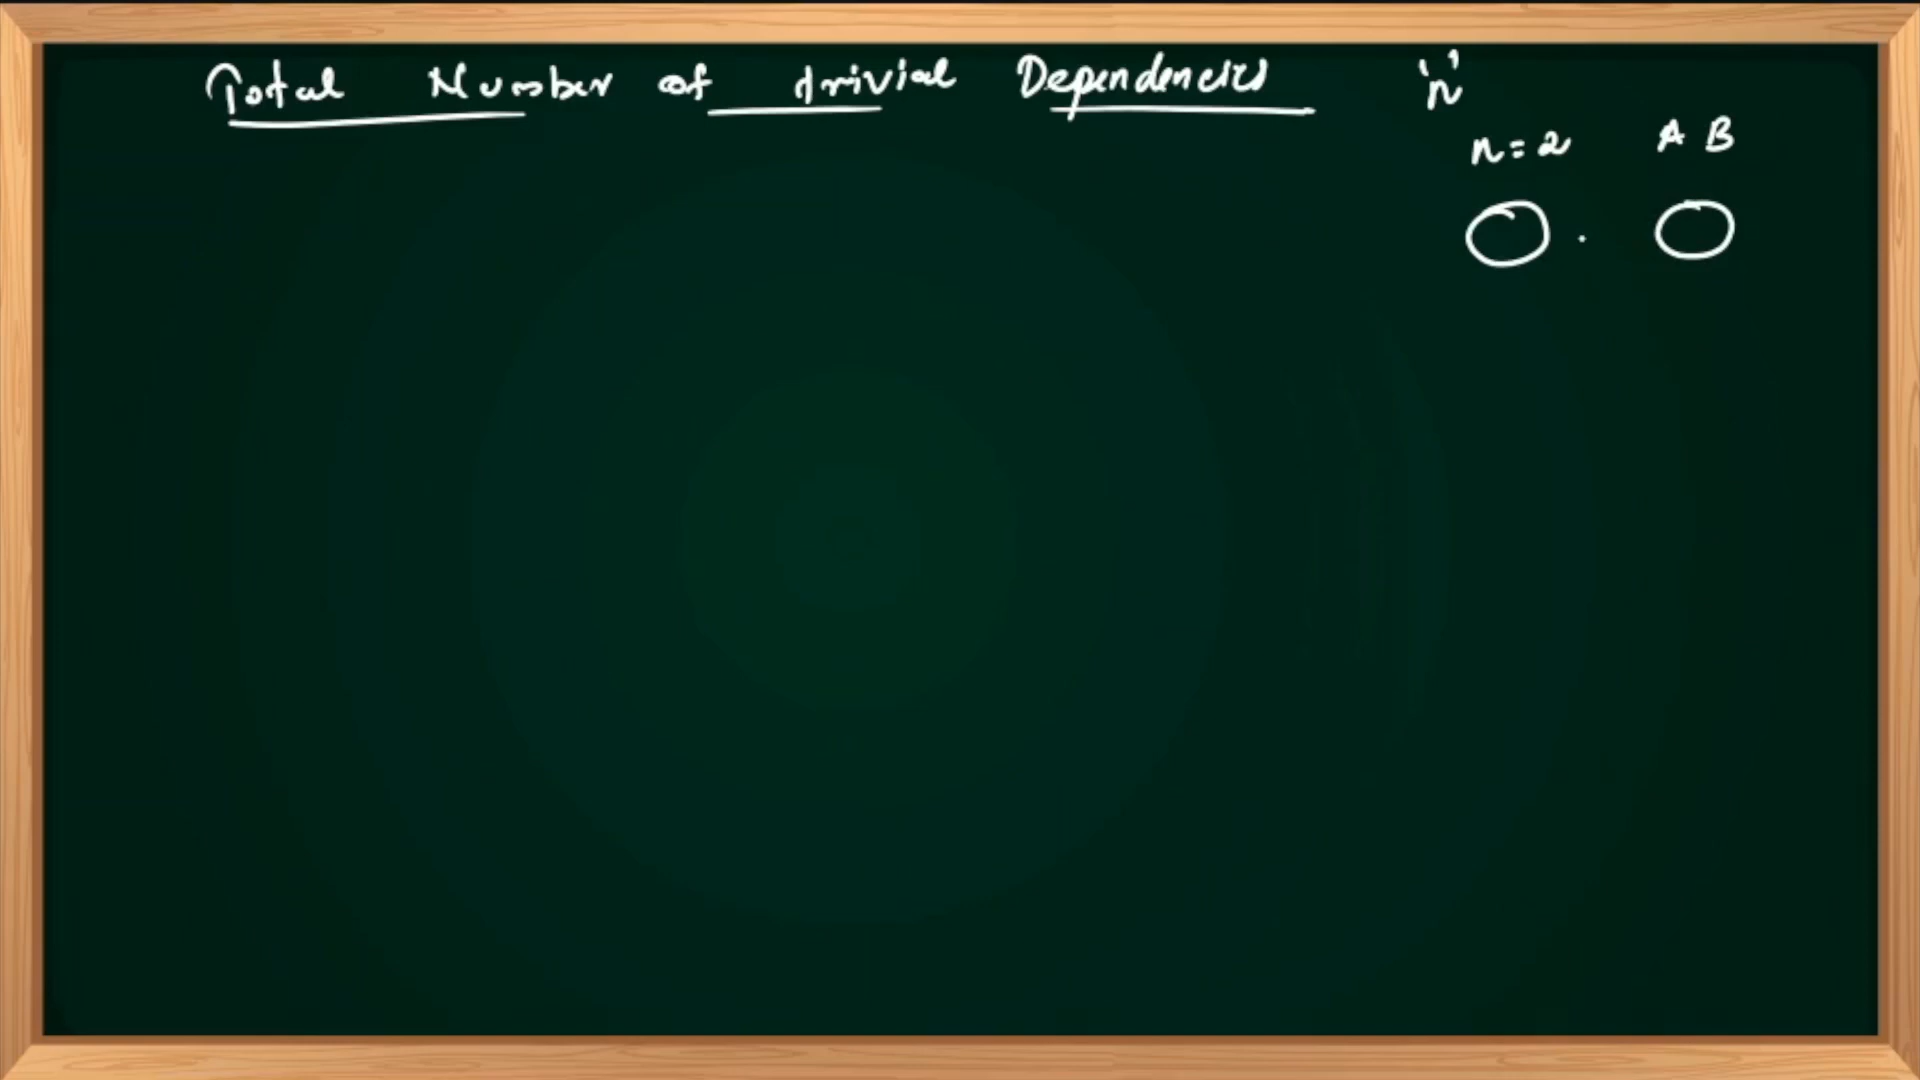 Total Number of trivial Dependencies 'n'
n=2 A B